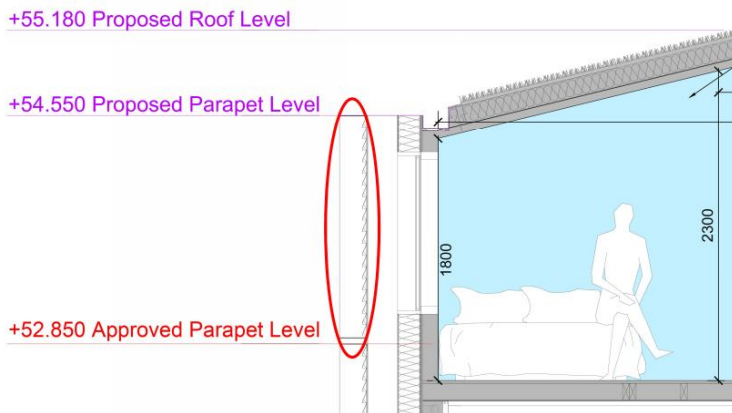 +55.180 Proposed Roof Level
+54.550 Proposed Parapet Level
2300
1800
+52.850 Approved Parapet Level